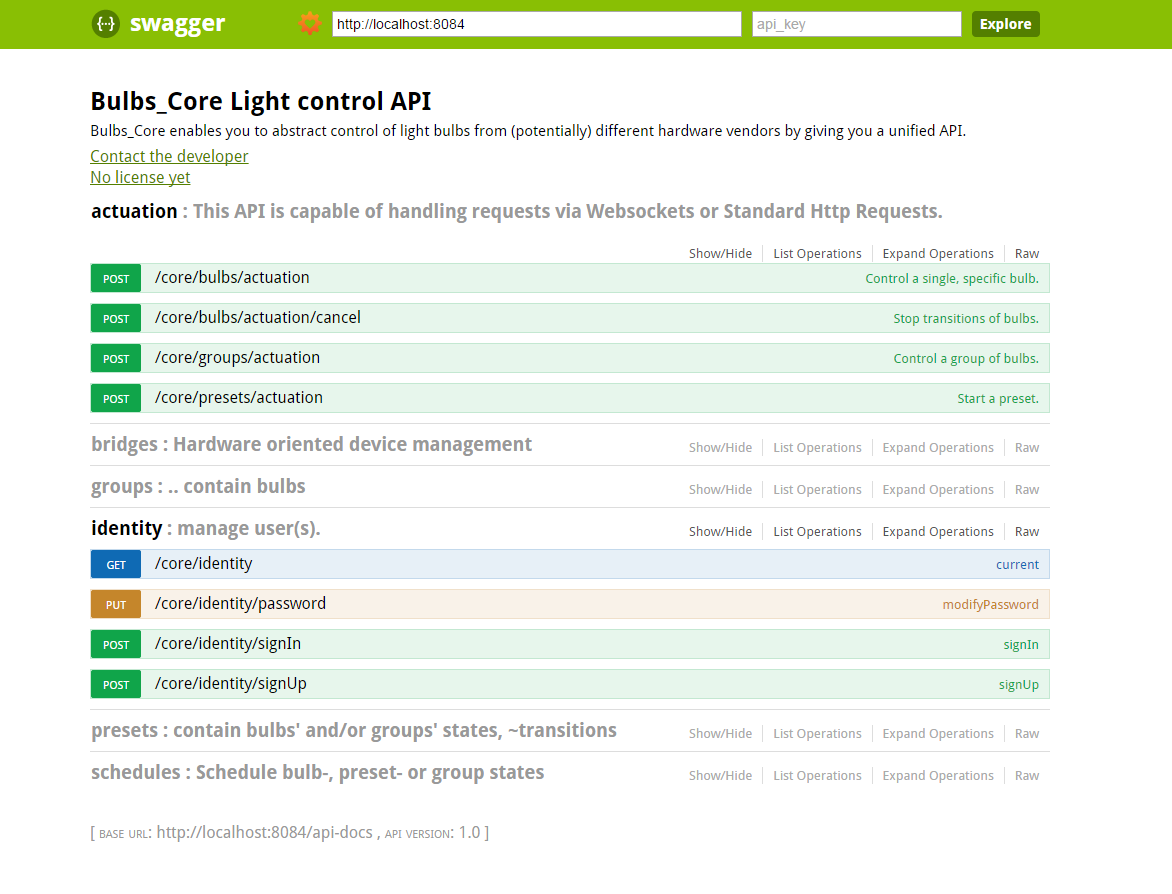 {···} swagger http://localhost:8084 api_key Explore
Bulbs_Core Light control API
Bulbs_Core enables you to abstract control of light bulbs from (potentially) different hardware vendors by giving you a unified API.
Contact the developer
No license yet
actuation : This API is capable of handling requests via Websockets or Standard Http Requests.
Show/Hide List Operations Expand Operations Raw
POST /core/bulbs/actuation Control a single, specific bulb.
POST /core/bulbs/actuation/cancel Stop transitions of bulbs.
POST /core/groups/actuation Control a group of bulbs.
POST /core/presets/actuation Start a preset.
bridges : Hardware oriented device management Show/Hide List Operations Expand Operations Raw
groups : .. contain bulbs Show/Hide List Operations Expand Operations Raw
identity : manage user(s). Show/Hide List Operations Expand Operations Raw
GET /core/identity current
PUT /core/identity/password modifyPassword
POST /core/identity/signIn signIn
POST /core/identity/signUp signUp
presets : contain bulbs' and/or groups' states, ~transitions Show/Hide List Operations Expand Operations Raw
schedules : Schedule bulb-, preset- or group states Show/Hide List Operations Expand Operations Raw
[ BASE URL: http://localhost:8084/api-docs , API VERSION: 1.0 ]